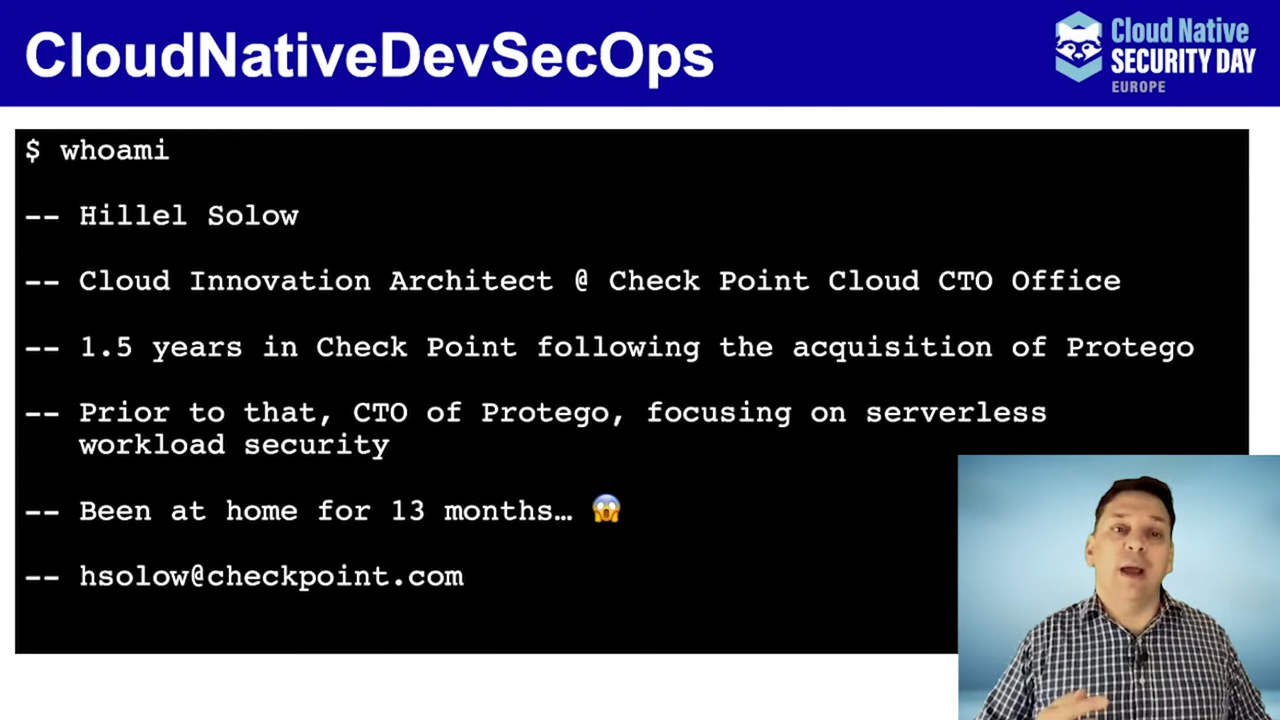 CloudNativeDevSecOps
Cloud Native
SECURITY DAY
EUROPE
$ whoami
-- Hillel Solow
-- Cloud Innovation Architect @ Check Point Cloud CTO Office
-- 1.5 years in Check Point following the acquisition of Protego
-- Prior to that, CTO of Protego, focusing on serverless
workload security
-- Been at home for 13 months… 😱
-- hsolow@checkpoint.com